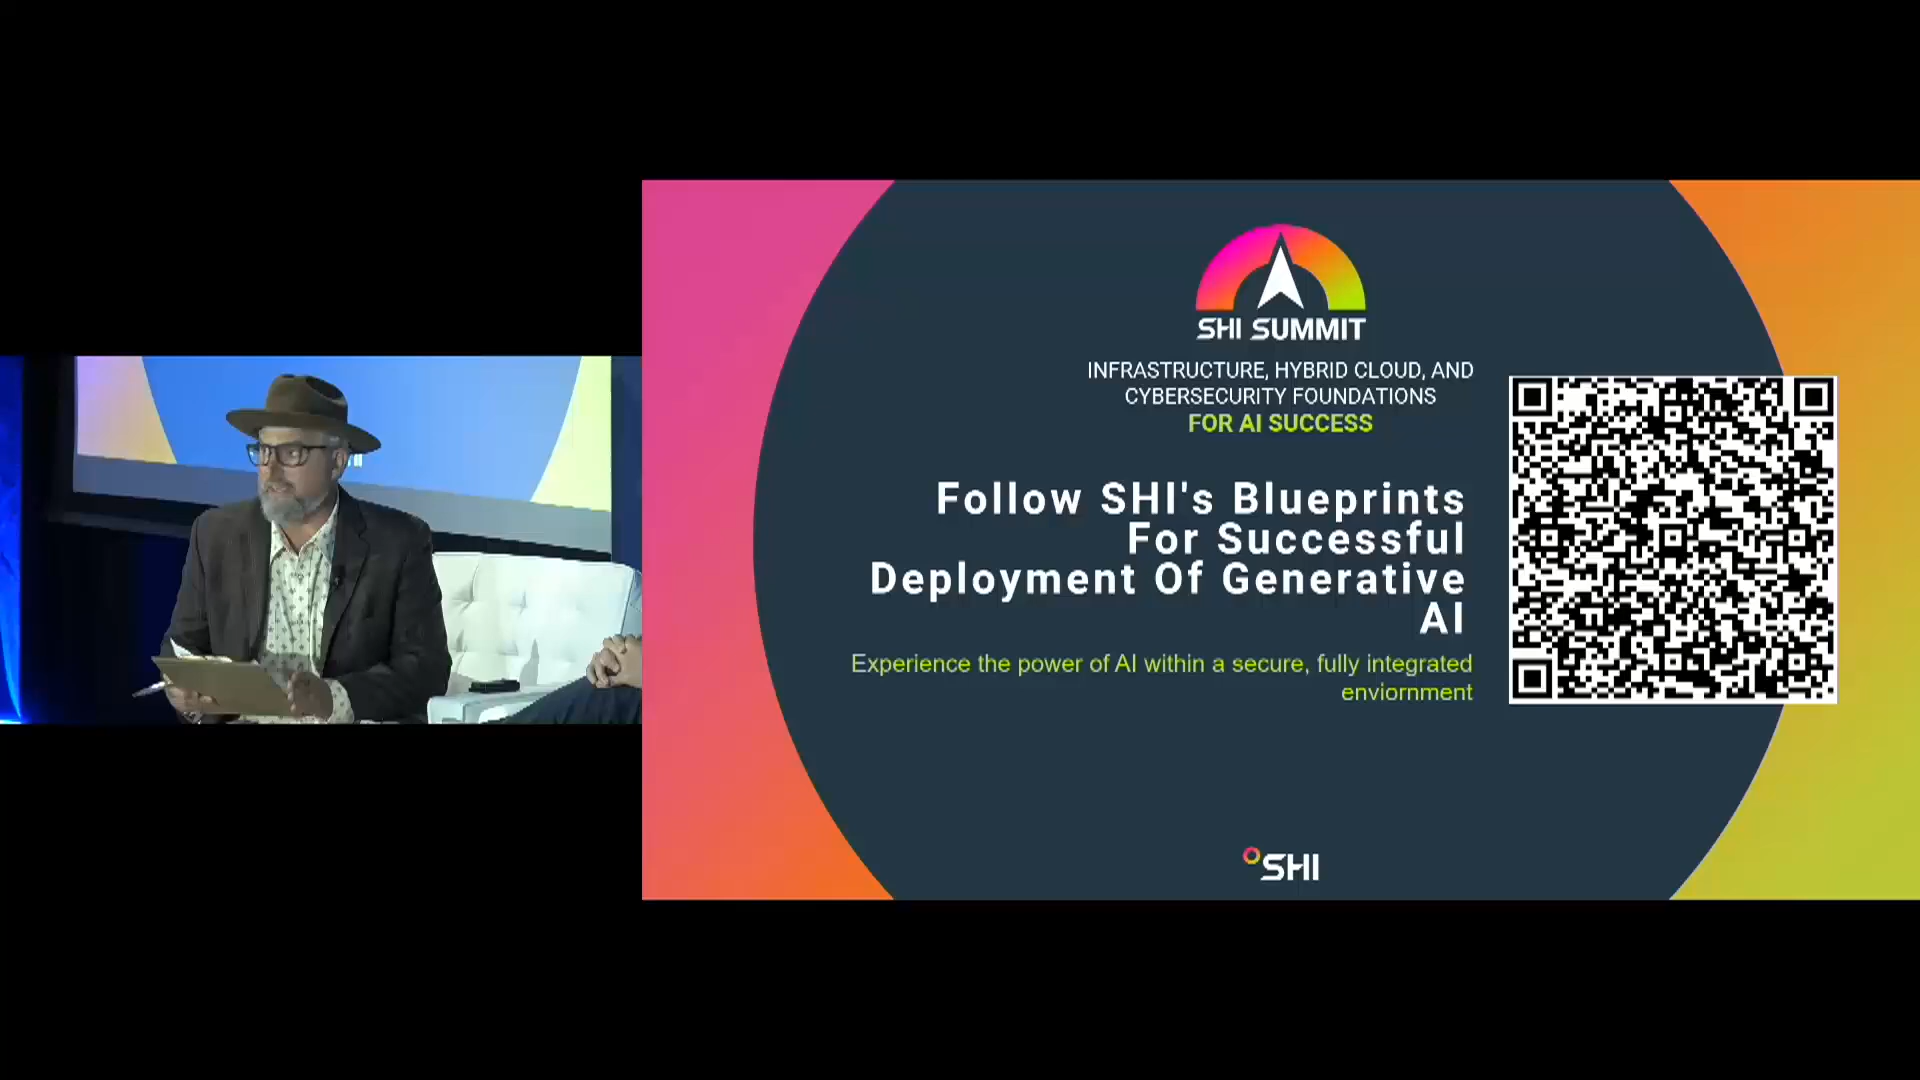 SHI SUMMIT
INFRASTRUCTURE, HYBRID CLOUD, AND
CYBERSECURITY FOUNDATIONS
FOR AI SUCCESS
Follow SHI's Blueprints
For Successful
Deployment Of Generative
AI
Experience the power of AI within a secure, fully integrated
enviornment
SHI